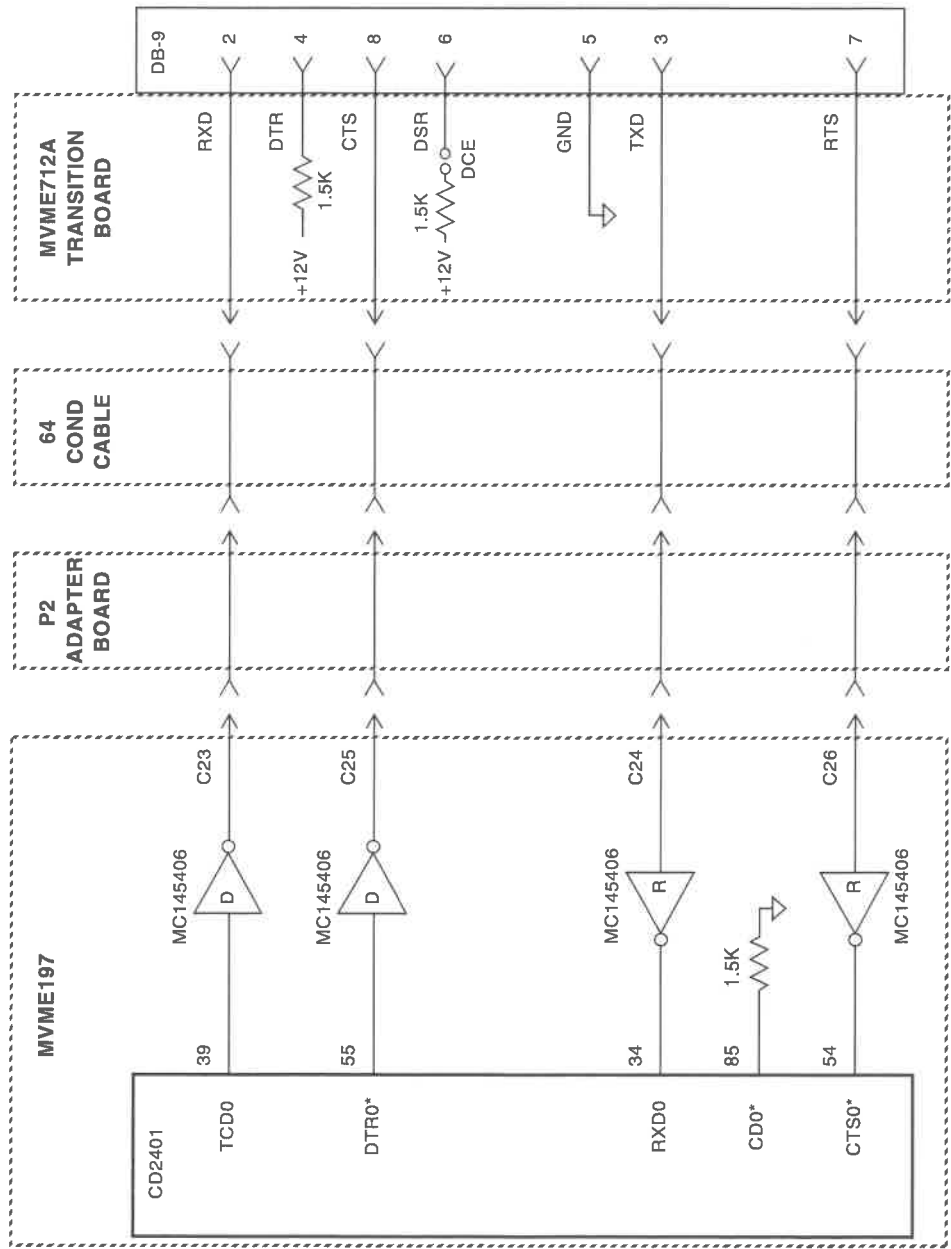 MVME197
CD2401
TCD0
39
MC145406
D
C23
DTR0*
55
MC145406
D
C25
RXD0
34
MC145406
R
C24
CD0*
85
1.5K
CTS0*
54
MC145406
R
C26
P2
ADAPTER
BOARD
64
COND
CABLE
MVME712A
TRANSITION
BOARD
RXD
+12V
1.5K
DTR
CTS
+12V
1.5K
DCE
DSR
GND
TXD
RTS
DB-9
2
4
8
6
5
3
7